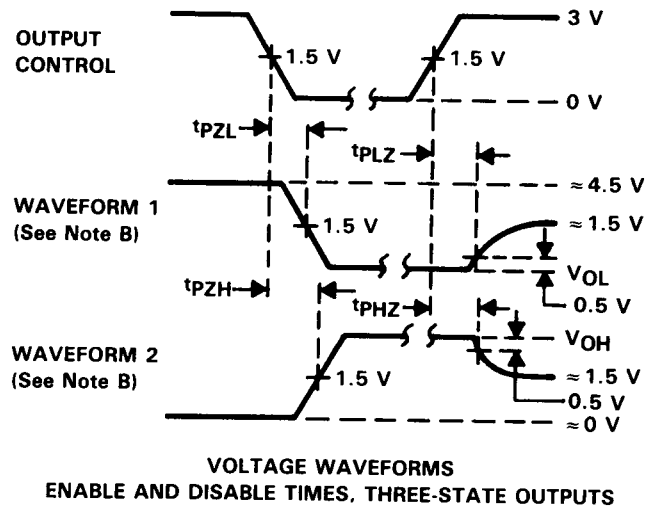 3 V
OUTPUT
CONTROL
1.5 V
1.5 V
0 V
tPZL
tPLZ
≈ 4.5 V
WAVEFORM 1
(See Note B)
1.5 V
≈ 1.5 V
VOL
tPZH
tPHZ
0.5 V
VOH
WAVEFORM 2
(See Note B)
1.5 V
≈ 1.5 V
0.5 V
≈ 0 V
VOLTAGE WAVEFORMS
ENABLE AND DISABLE TIMES, THREE-STATE OUTPUTS